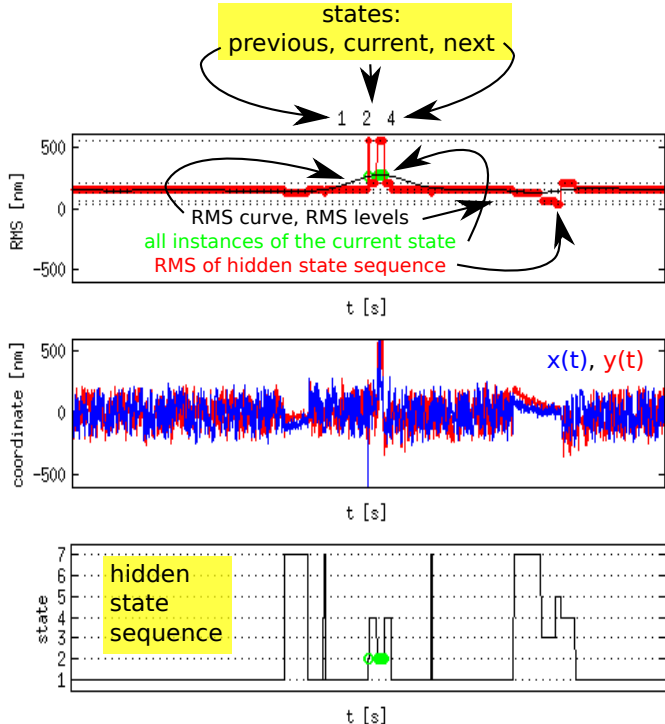 states:
previous, current, next
1 2 4
500
0
−500
RMS [nm]
RMS curve, RMS levels
all instances of the current state
RMS of hidden state sequence
t [s]
500
0
−500
coordinate [nm]
x(t), y(t)
t [s]
7
6
5
4
3
2
1
state
hidden
state
sequence
t [s]